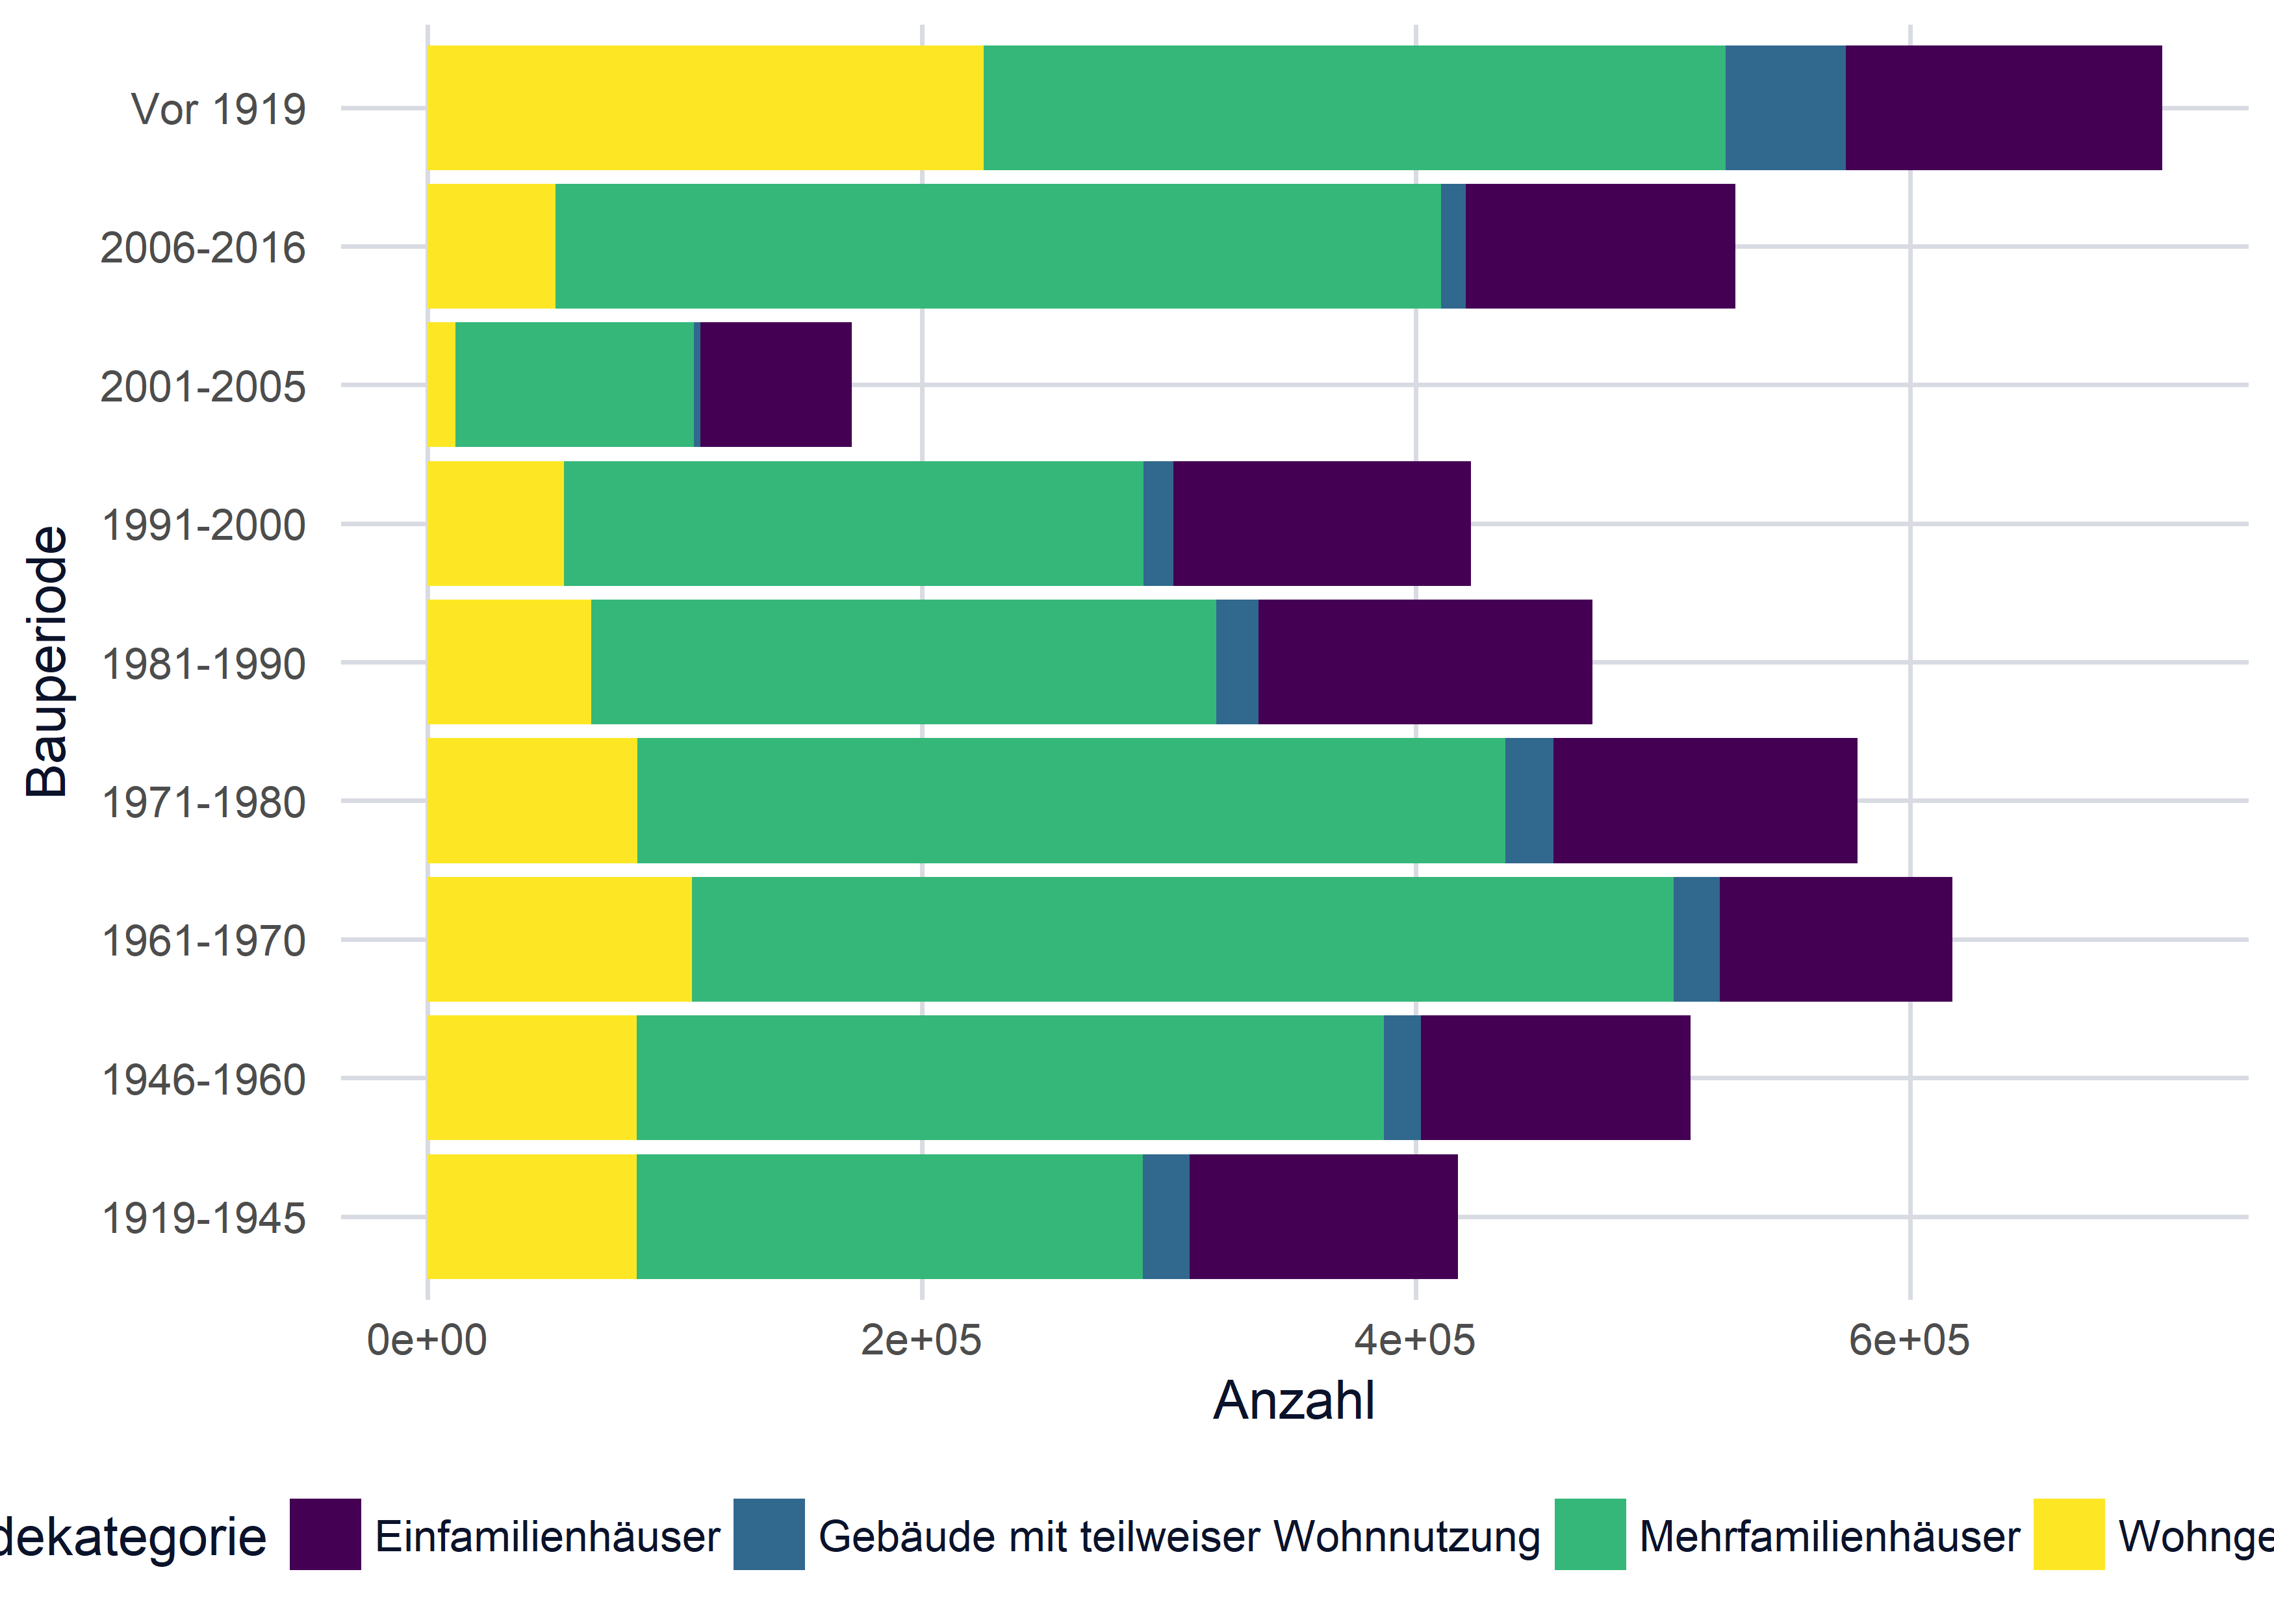 Vor 1919
2006-2016
2001-2005
1991-2000
1981-1990
1971-1980
1961-1970
1946-1960
1919-1945
Bauperiode
0e+00 2e+05 4e+05 6e+05
Anzahl
dekategorie Einfamilienhäuser Gebäude mit teilweiser Wohnnutzung Mehrfamilienhäuser Wohnge